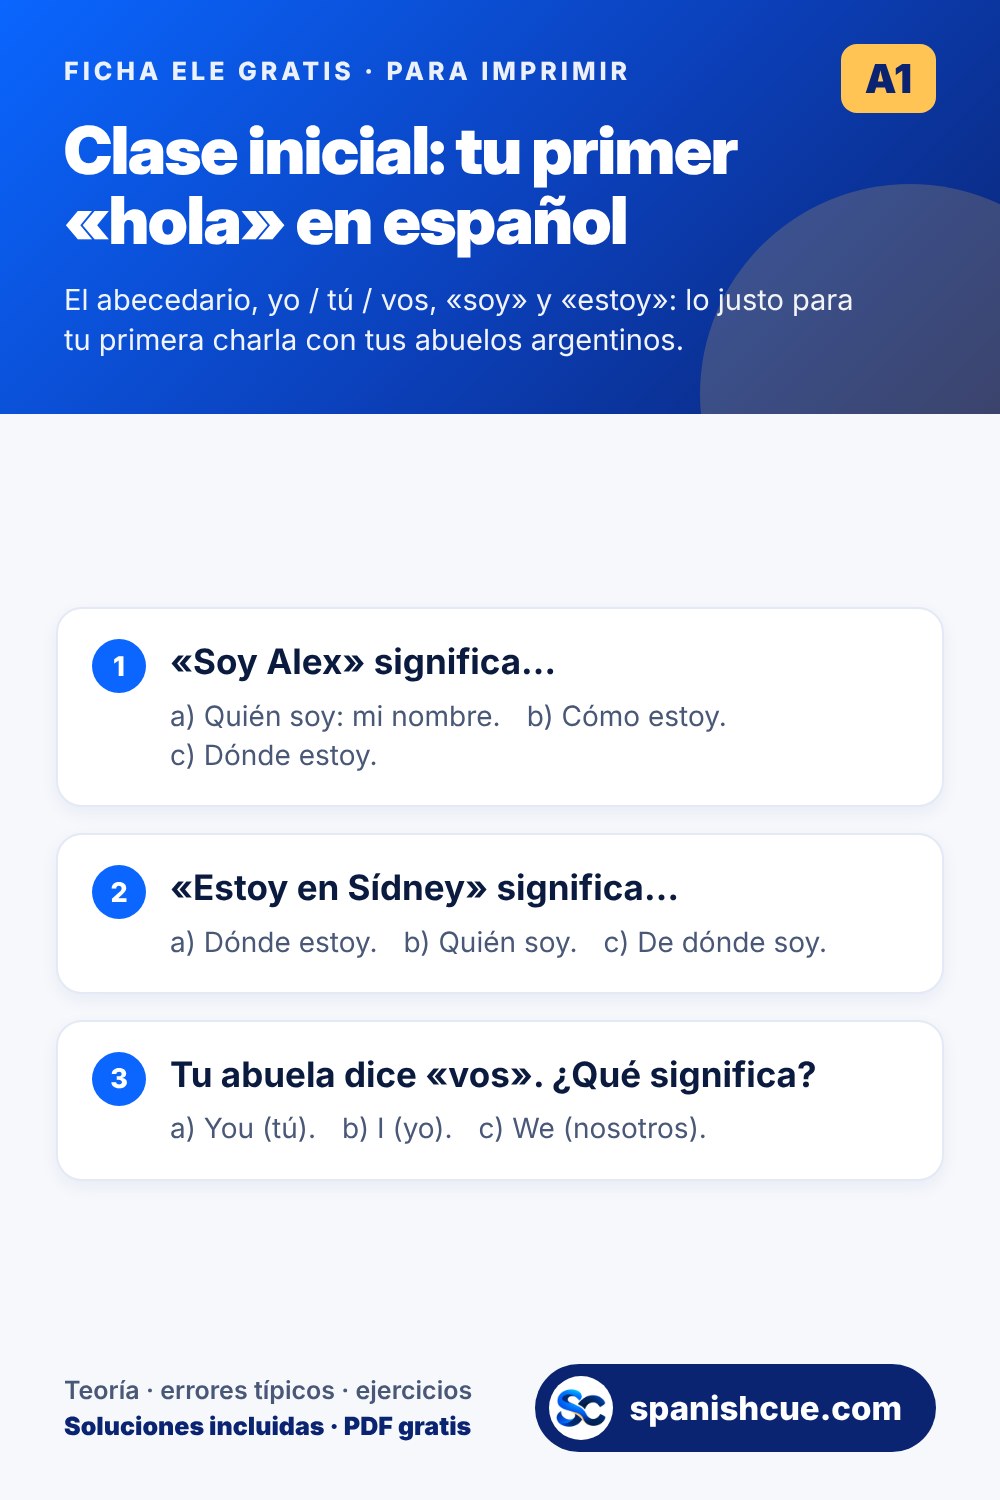 FICHA ELE GRATIS · PARA IMPRIMIR
A1
Clase inicial: tu primer
«hola» en español
El abecedario, yo / tú / vos, «soy» y «estoy»: lo justo para
tu primera charla con tus abuelos argentinos.
1
«Soy Alex» significa...
a) Quién soy: mi nombre. b) Cómo estoy.
c) Dónde estoy.
2
«Estoy en Sídney» significa...
a) Dónde estoy. b) Quién soy. c) De dónde soy.
3
Tu abuela dice «vos». ¿Qué significa?
a) You (tú). b) I (yo). c) We (nosotros).
Teoría · errores típicos · ejercicios
Soluciones incluidas · PDF gratis
SC spanishcue.com